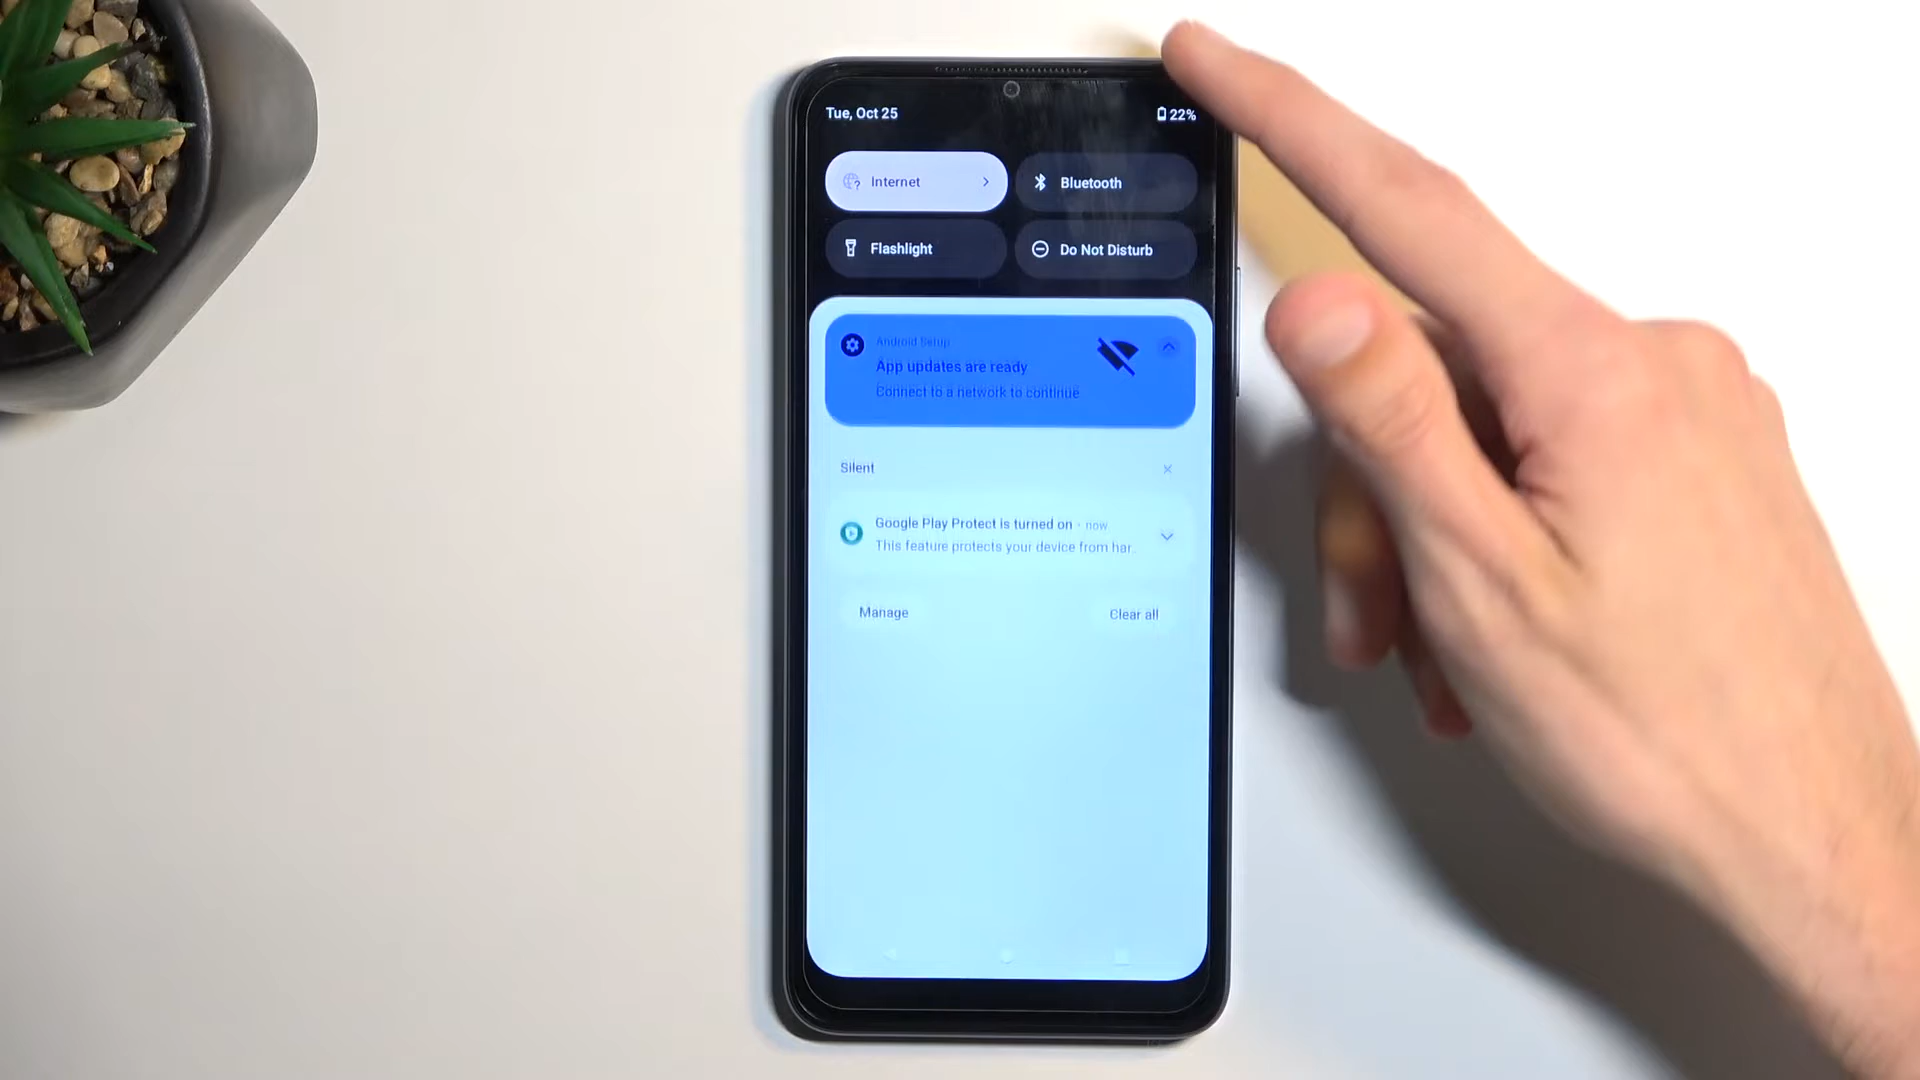 Tue, Oct 25
22%
Internet
Bluetooth
Flashlight
Do Not Disturb
Android Setup
App updates are ready
Connect to a network to continue
Silent
Google Play Protect is turned on · now
This feature protects your device from har..
Manage
Clear all